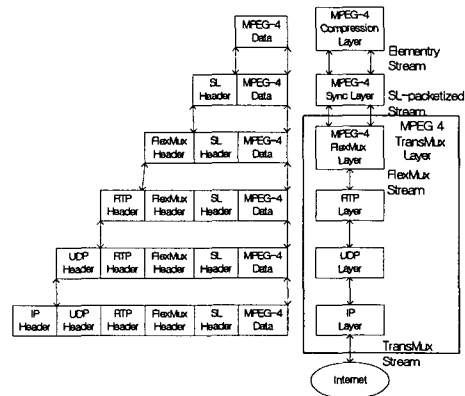 MPEG-4
Data
SL
Header
MPEG-4
Data
FlexMux
Header
SL
Header
MPEG-4
Data
RTP
Header
FlexMux
Header
SL
Header
MPEG-4
Data
UDP
Header
RTP
Header
FlexMux
Header
SL
Header
MPEG-4
Data
IP
Header
UDP
Header
RTP
Header
FlexMux
Header
SL
Header
MPEG-4
Data
MPEG-4
Compression
Layer
Elementry
Stream
MPEG-4
Sync Layer
SL-packetized
Stream
MPEG-4
FlexMux
Layer
MPEG 4
TransMux
Layer
FlexMux
Stream
RTP
Layer
UDP
Layer
IP
Layer
TransMux
Stream
Internet